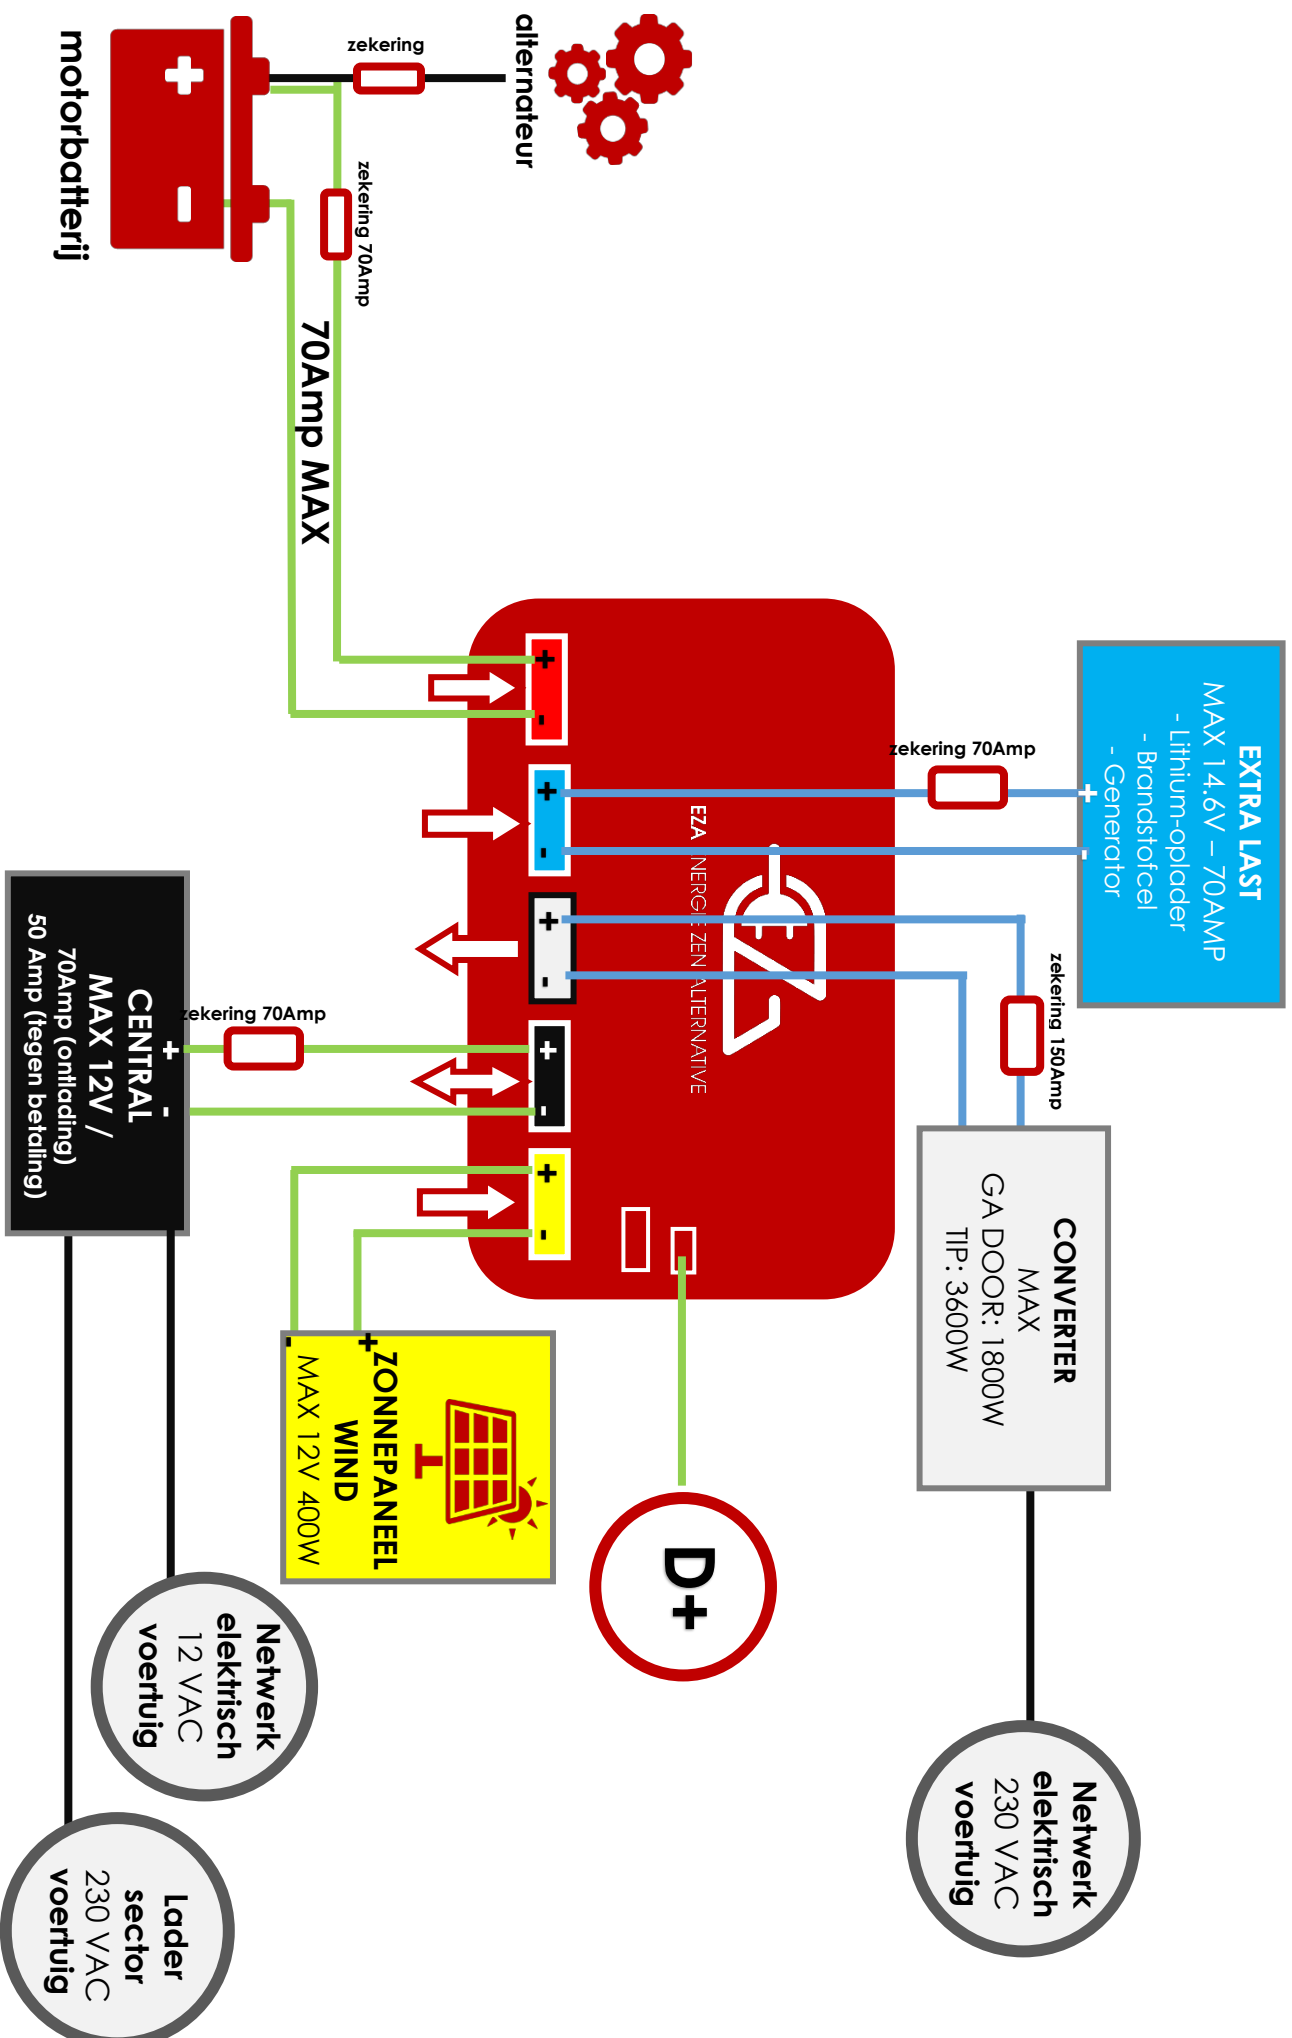 alternateur
zekering
motorbatterij
zekering 70Amp
70Amp MAX
EXTRA LAST
MAX 14.6V – 70AMP
- Lithium-oplader
- Brandstofcel
- Generator
zekering 70Amp
+
-
+
-
+
-
+
-
+
-
+
-
EZA ENERGIE ZEN ALTERNATIVE
zekering 150Amp
CONVERTER
MAX
GA DOOR: 1800W
TIP: 3600W
zekering 70Amp
+
-
CENTRAL
MAX 12V /
70Amp (ontlading)
50 Amp (tegen betaling)
+
-
ZONNEPANEEL
WIND
MAX 12V 400W
D+
Netwerk
elektrisch
230 VAC
voertuig
Netwerk
elektrisch
12 VAC
voertuig
Lader
sector
230 VAC
voertuig